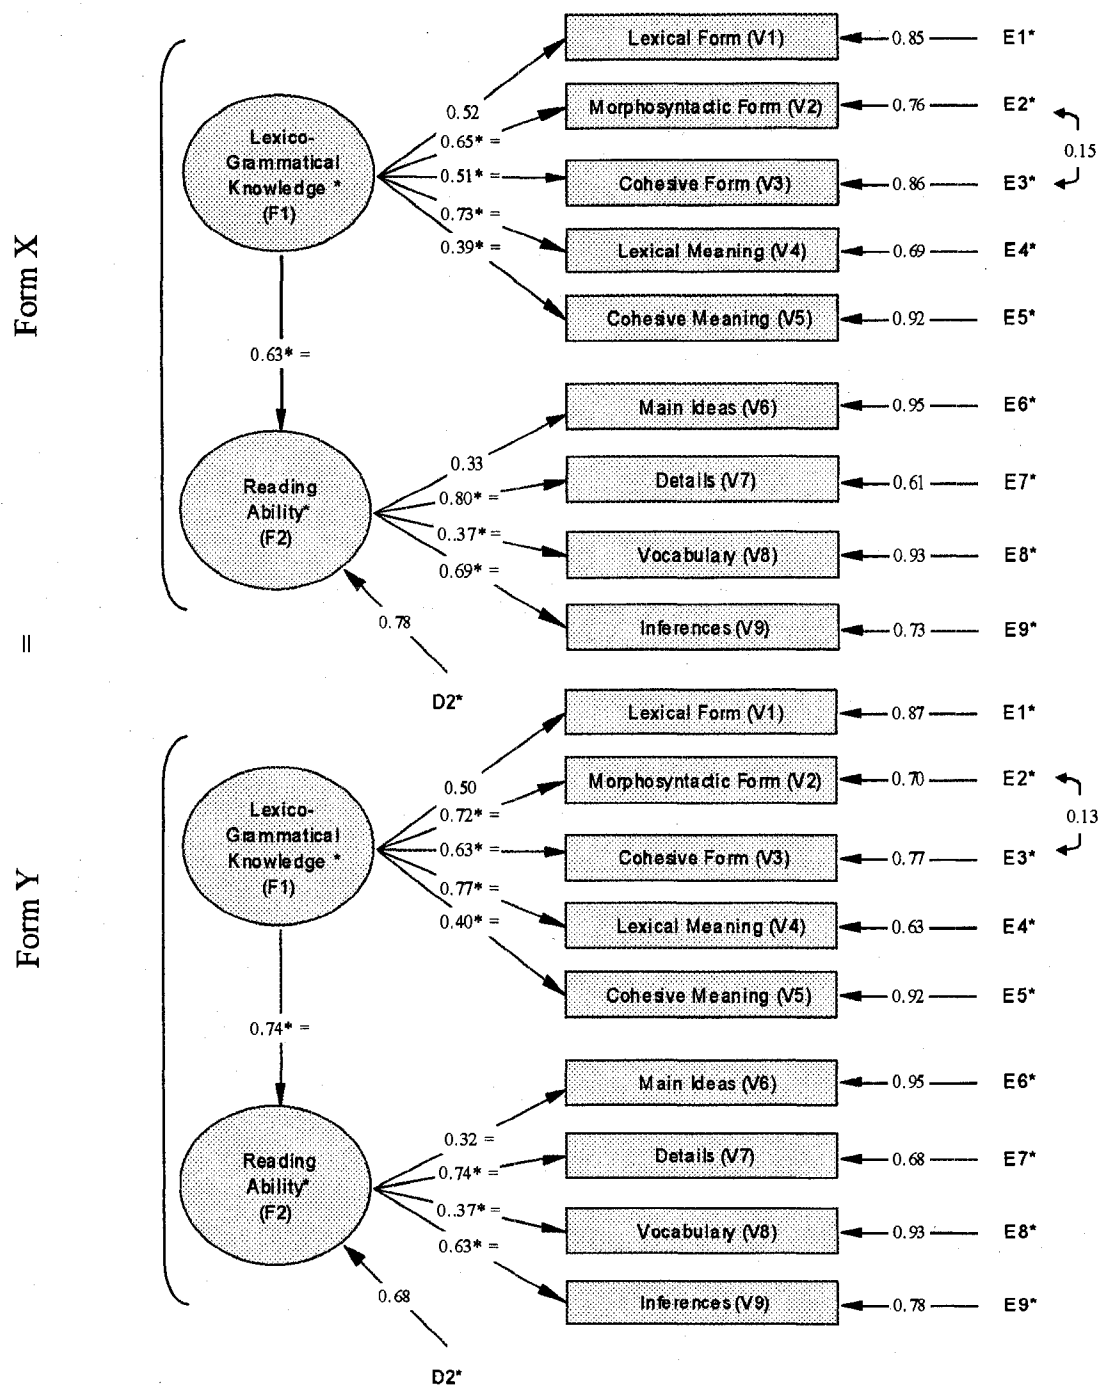 Form X
=
Form Y
Lexico-
Grammatical
Knowledge *
(F1)
0.52
0.65* =
0.51* =
0.73* =
0.39* =
Lexical Form (V1)
0.85
E1*
Morphosyntactic Form (V2)
0.76
E2*
0.15
Cohesive Form (V3)
0.86
E3*
Lexical Meaning (V4)
0.69
E4*
Cohesive Meaning (V5)
0.92
E5*
0.63* =
Reading
Ability*
(F2)
0.33
0.80* =
0..37* =
0.69* =
Main Ideas (V6)
0.95
E6*
Details (V7)
0.61
E7*
Vocabulary (V8)
0.93
E8*
Inferences (V9)
0.73
E9*
0.78
D2*
Lexico-
Grammatical
Knowledge *
(F1)
0.50
0.72* =
0.63* =
0.77* =
0.40* =
Lexical Form (V1)
0.87
E1*
Morphosyntactic Form (V2)
0.70
E2*
0.13
Cohesive Form (V3)
0.77
E3*
Lexical Meaning (V4)
0.63
E4*
Cohesive Meaning (V5)
0.92
E5*
0.74* =
Reading
Ability*
(F2)
0.32 =
0.74* =
0..37* =
0.63* =
Main Ideas (V6)
0.95
E6*
Details (V7)
0.68
E7*
Vocabulary (V8)
0.93
E8*
Inferences (V9)
0.78
E9*
0.68
D2*